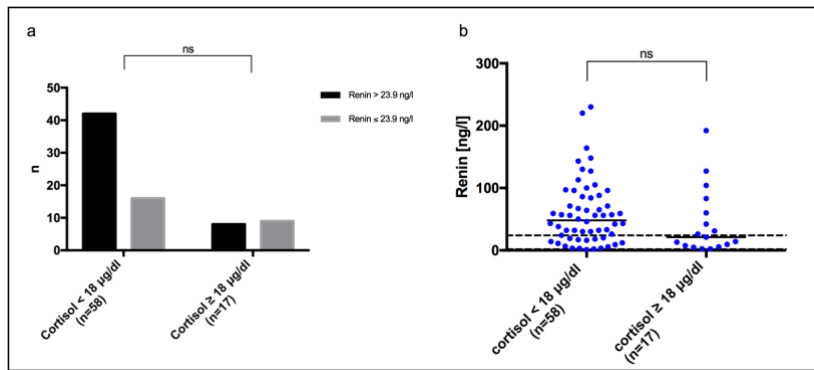 a
ns
50
40
30
20
10
0
n
Renin > 23.9 ng/l
Renin ≤ 23.9 ng/l
Cortisol < 18 µg/dl
(n=58)
Cortisol ≥ 18 µg/dl
(n=17)
b
ns
300
200
100
0
Renin [ng/l]
cortisol < 18 µg/dl
(n=58)
cortisol ≥ 18 µg/dl
(n=17)